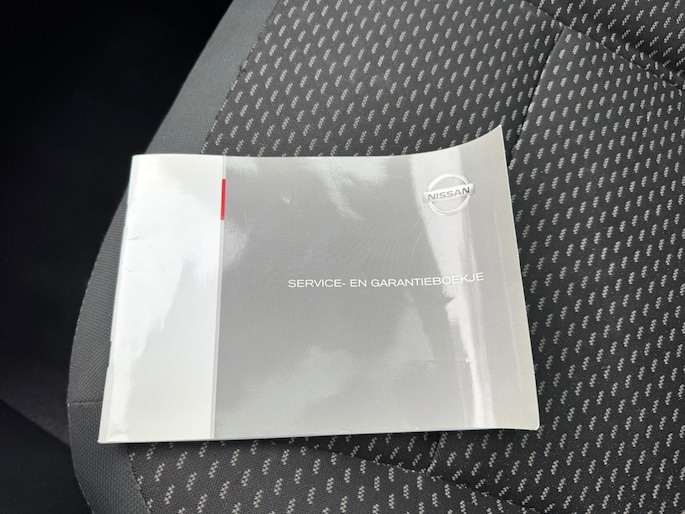 NISSAN
SERVICE- EN GARANTIEBOEKJE